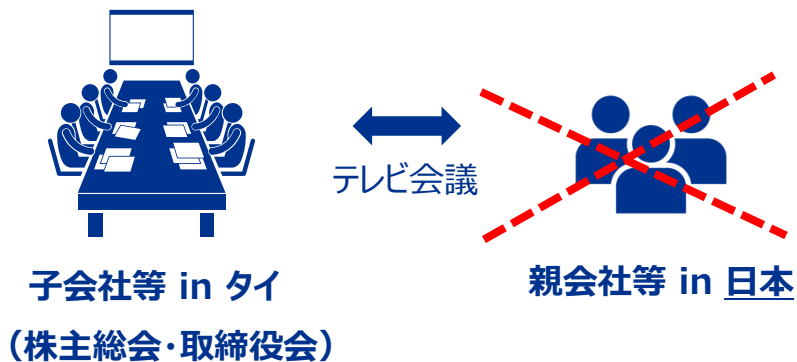 テレビ会議
子会社等 in タイ
（株主総会・取締役会）
親会社等 in 日本